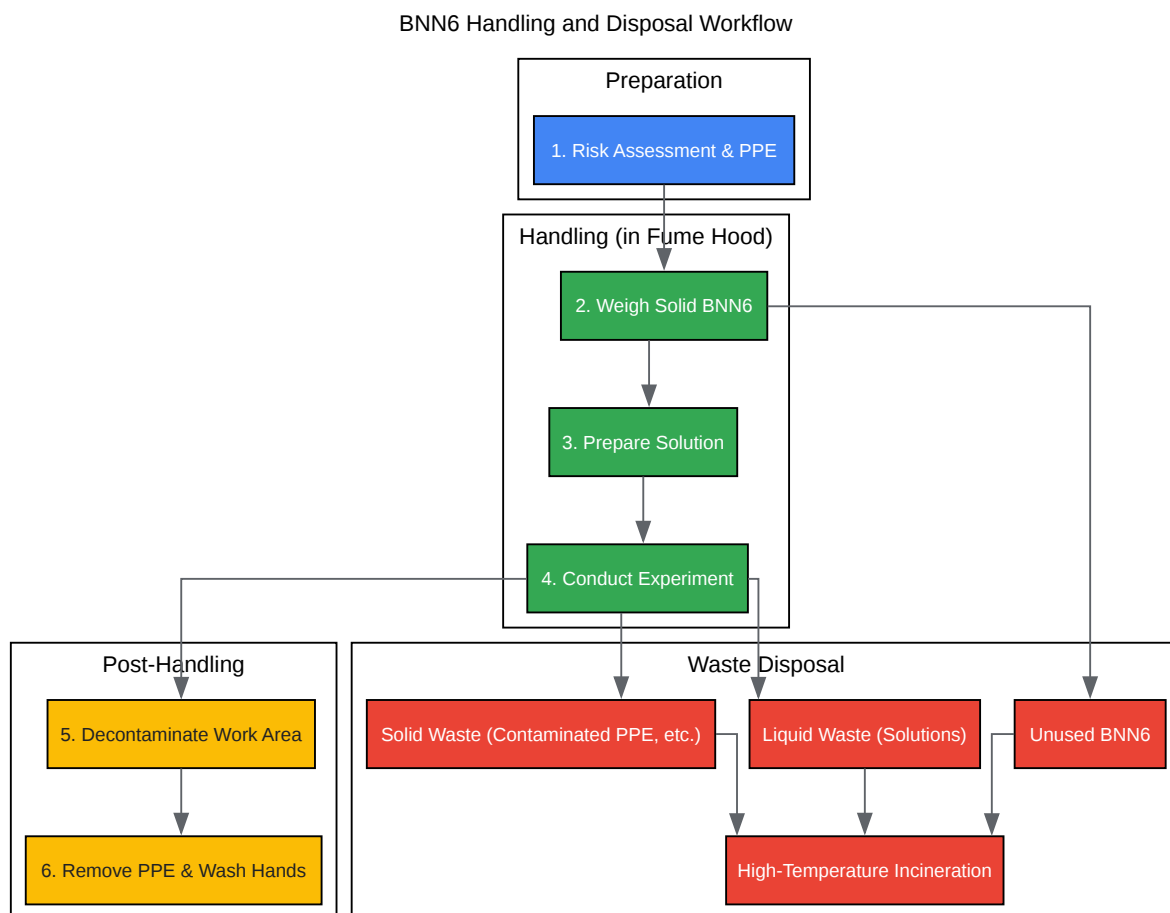 BNN6 Handling and Disposal Workflow
Preparation
1. Risk Assessment & PPE
Handling (in Fume Hood)
2. Weigh Solid BNN6
3. Prepare Solution
4. Conduct Experiment
Post-Handling
5. Decontaminate Work Area
6. Remove PPE & Wash Hands
Waste Disposal
Solid Waste (Contaminated PPE, etc.)
Liquid Waste (Solutions)
Unused BNN6
High-Temperature Incineration